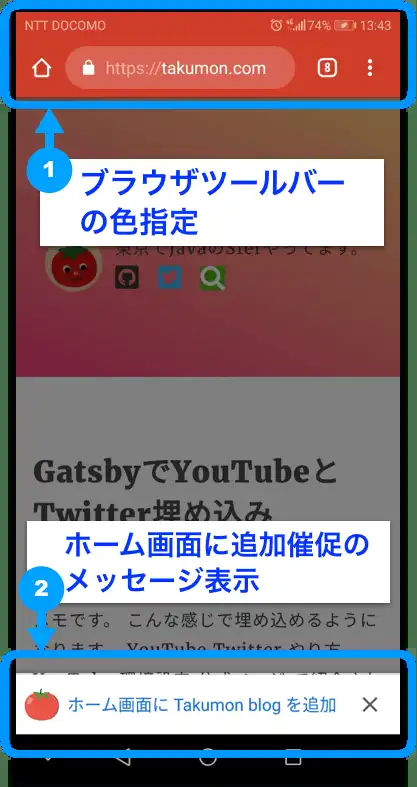 NTT DOCOMO 74% 13:43
https://takumon.com 8
1
ブラウザツールバー
の色指定
東京でJavaのSIerやってます。
GatsbyでYouTubeと
Twitter埋め込み
ホーム画面に追加催促の
メッセージ表示
2
メモです。 こんな感じで埋め込めるように
なります。 YouTube Twitter やり方
ホーム画面に Takumon blog を追加